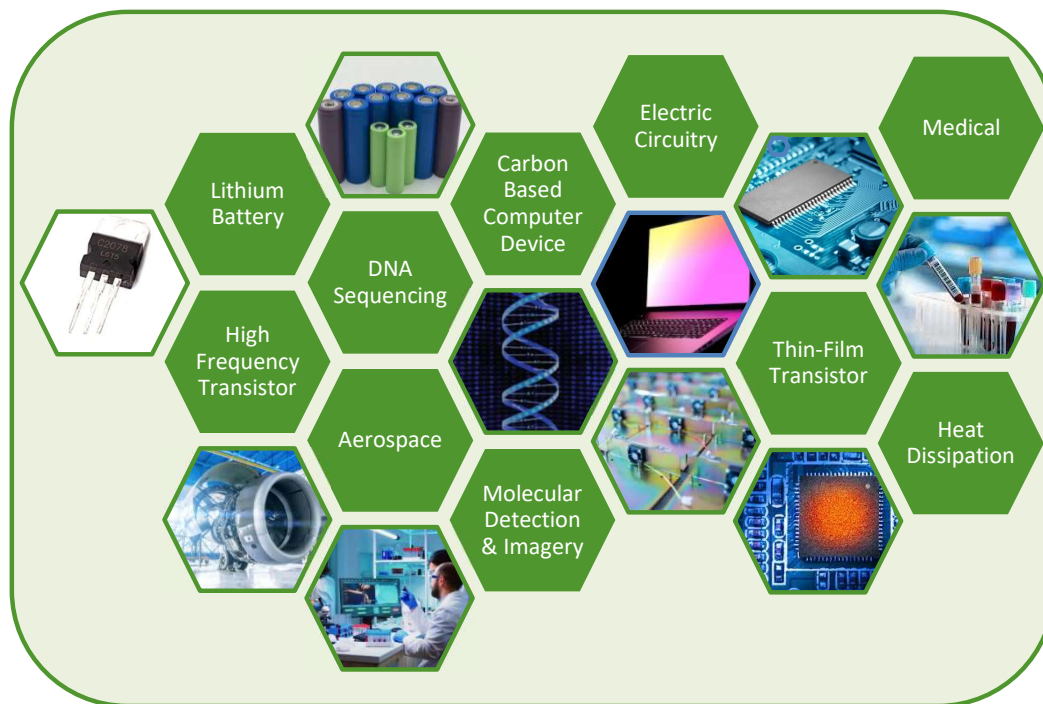 Electric
Circuitry
Medical
Lithium
Battery
Carbon
Based
Computer
Device
C2078
DNA
Sequencing
High
Frequency
Transistor
Thin-Film
Transistor
Aerospace
Heat
Dissipation
Molecular
Detection
& Imagery